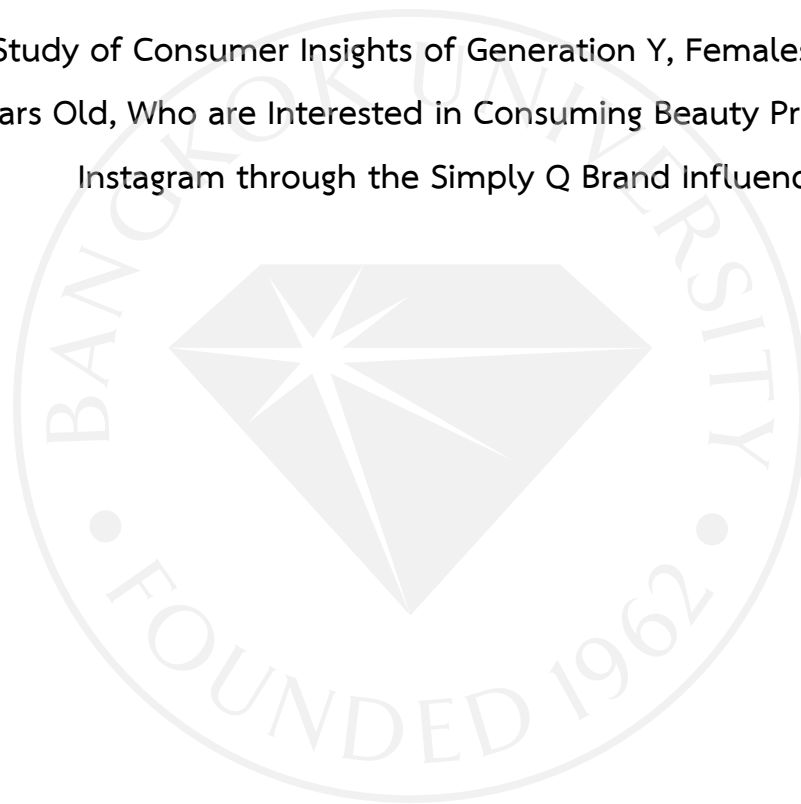 Study of Consumer Insights of Generation Y, Females
ars Old, Who are Interested in Consuming Beauty Pr
Instagram through the Simply Q Brand Influenc
BANGKOK UNIVERSITY
FOUNDED 1962